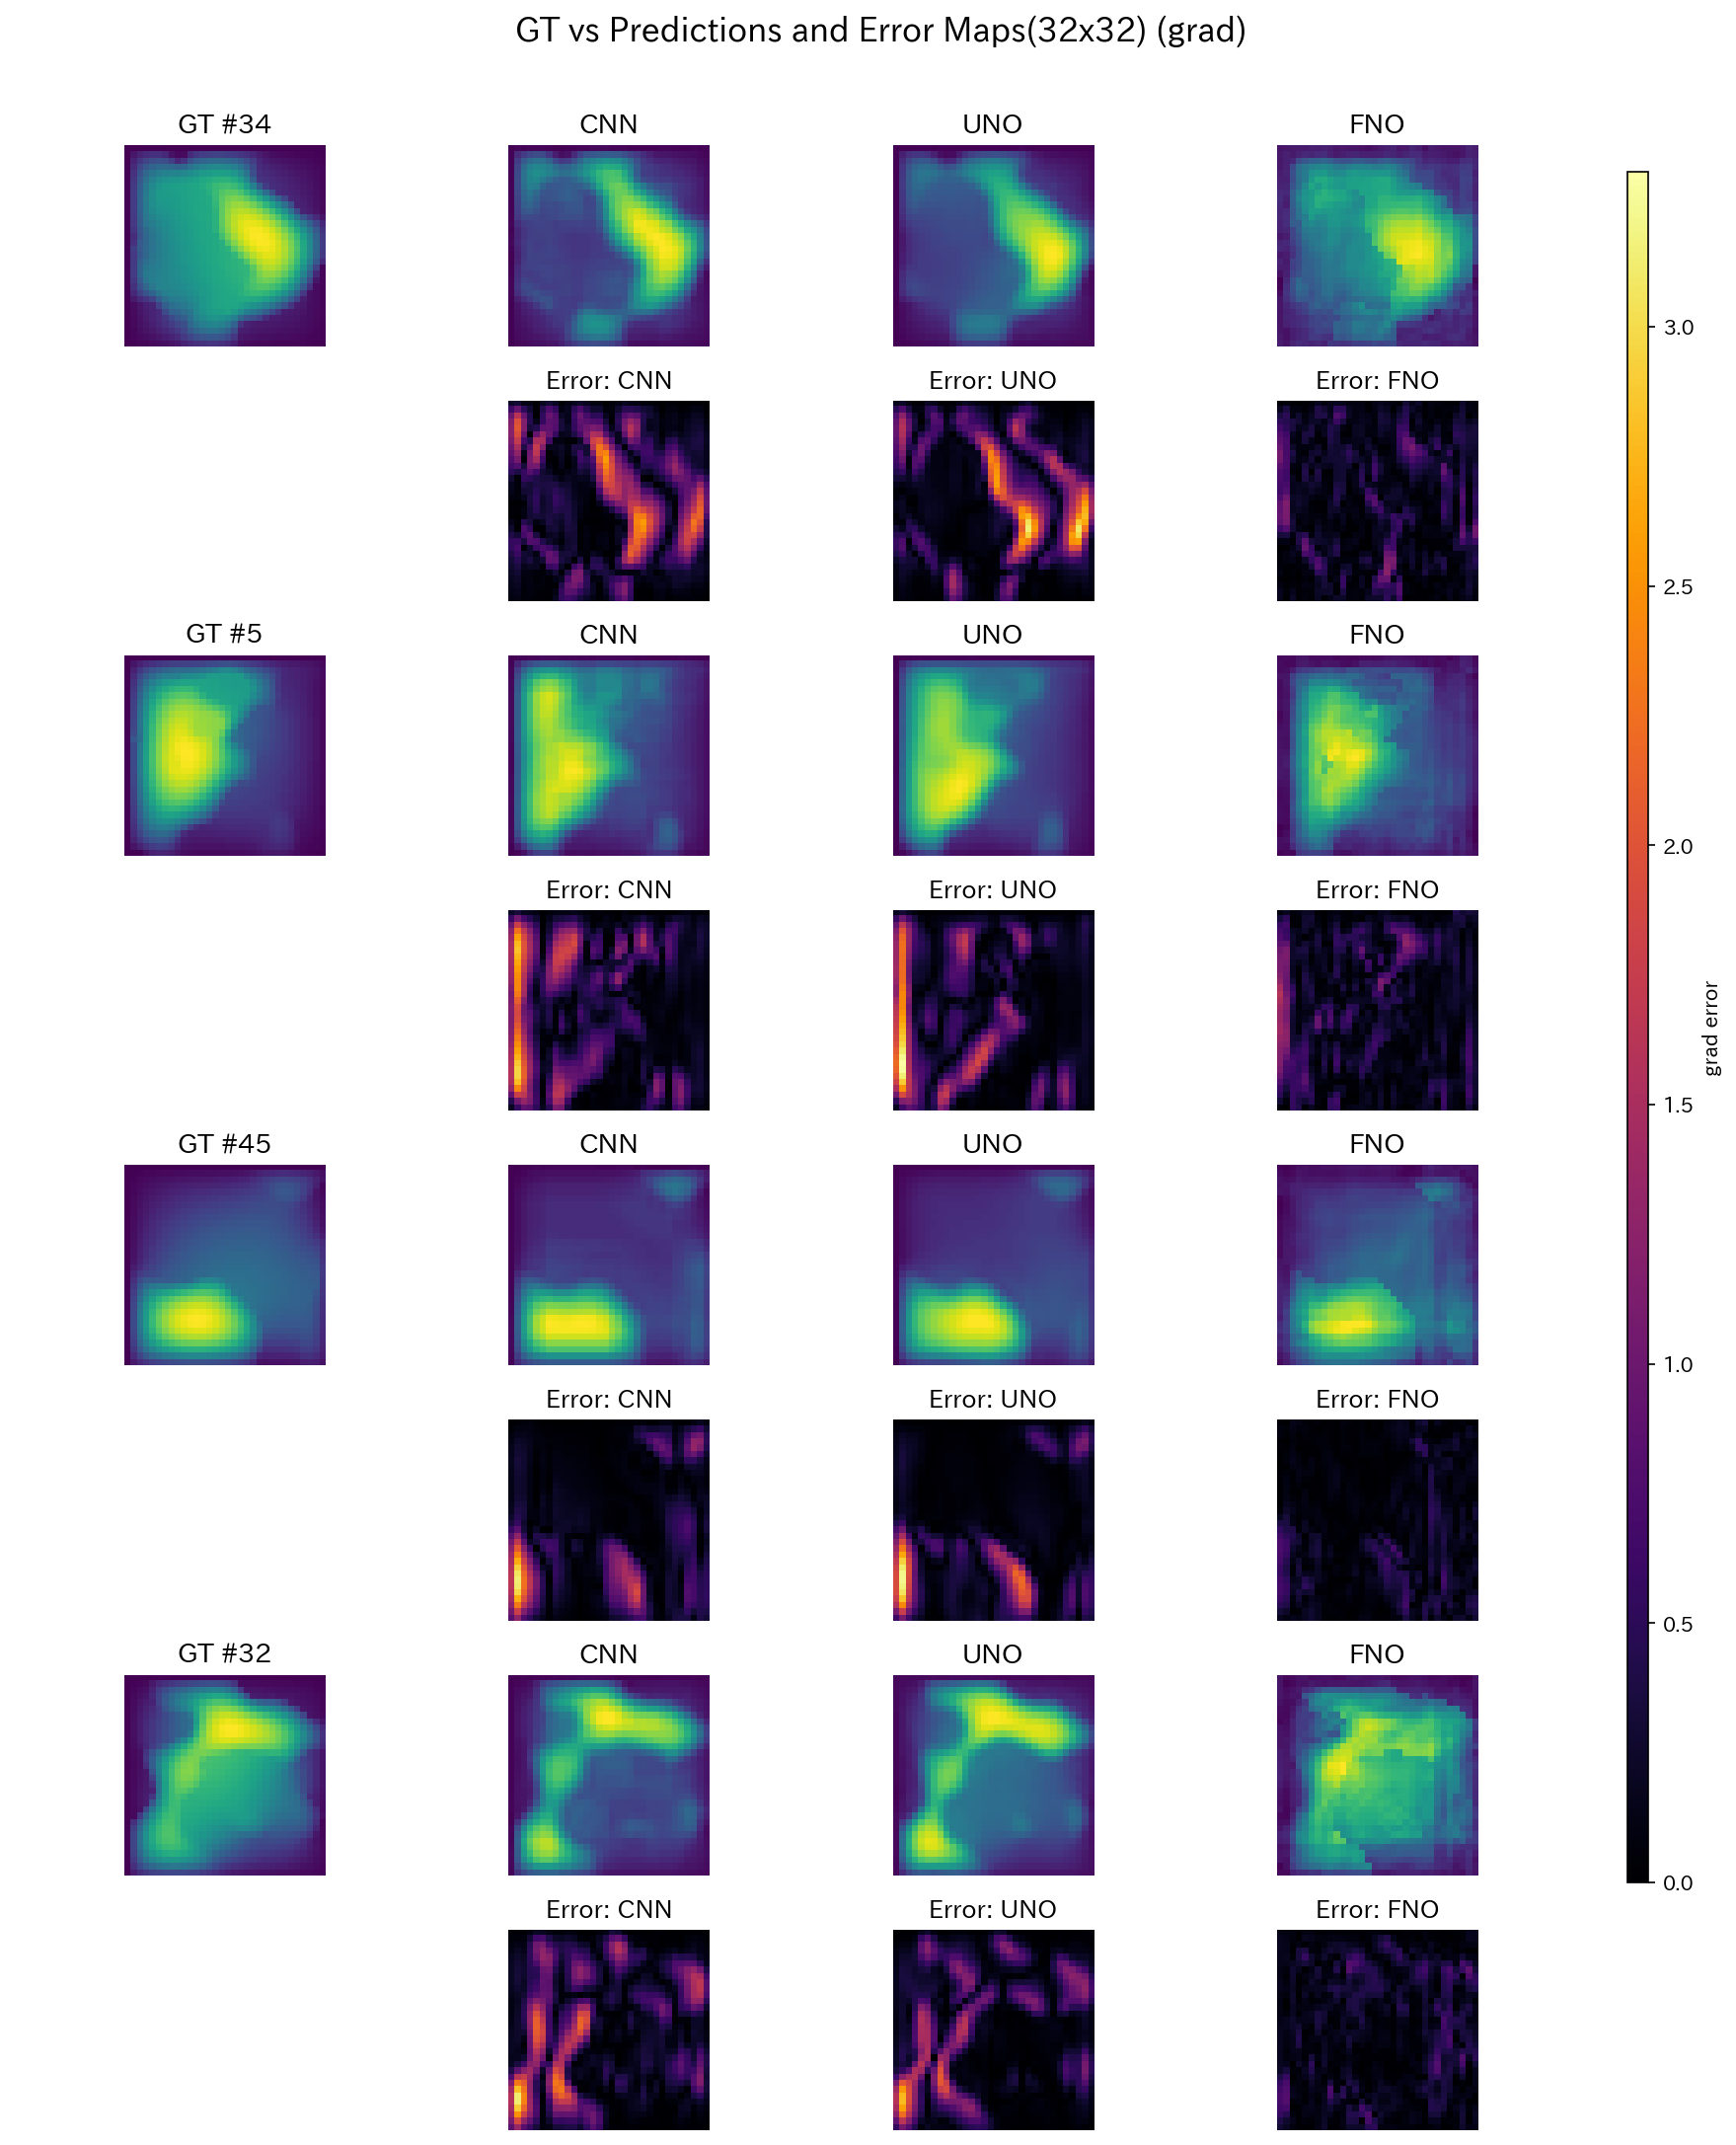 GT vs Predictions and Error Maps(32x32) (grad)
GT #34 CNN UNO FNO
Error: CNN Error: UNO Error: FNO
GT #5 CNN UNO FNO
Error: CNN Error: UNO Error: FNO
GT #45 CNN UNO FNO
Error: CNN Error: UNO Error: FNO
GT #32 CNN UNO FNO
Error: CNN Error: UNO Error: FNO
3.0
2.5
2.0
1.5
1.0
0.5
0.0
grad error